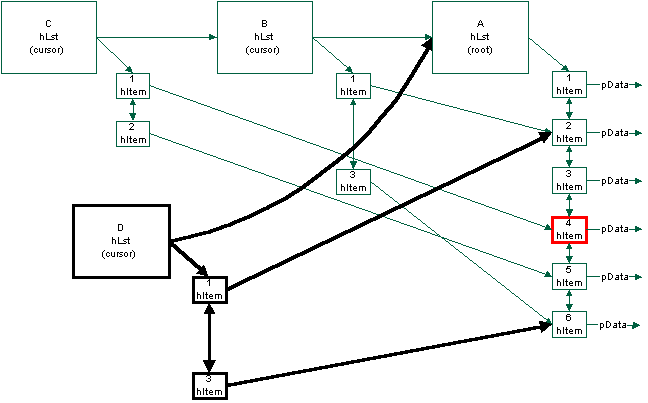 C
hLst
(cursor)
B
hLst
(cursor)
A
hLst
(root)
1
hItem
2
hItem
1
hItem
3
hItem
1
hItem
pData
2
hItem
pData
3
hItem
pData
4
hItem
pData
5
hItem
pData
6
hItem
pData
D
hLst
(cursor)
1
hItem
3
hItem